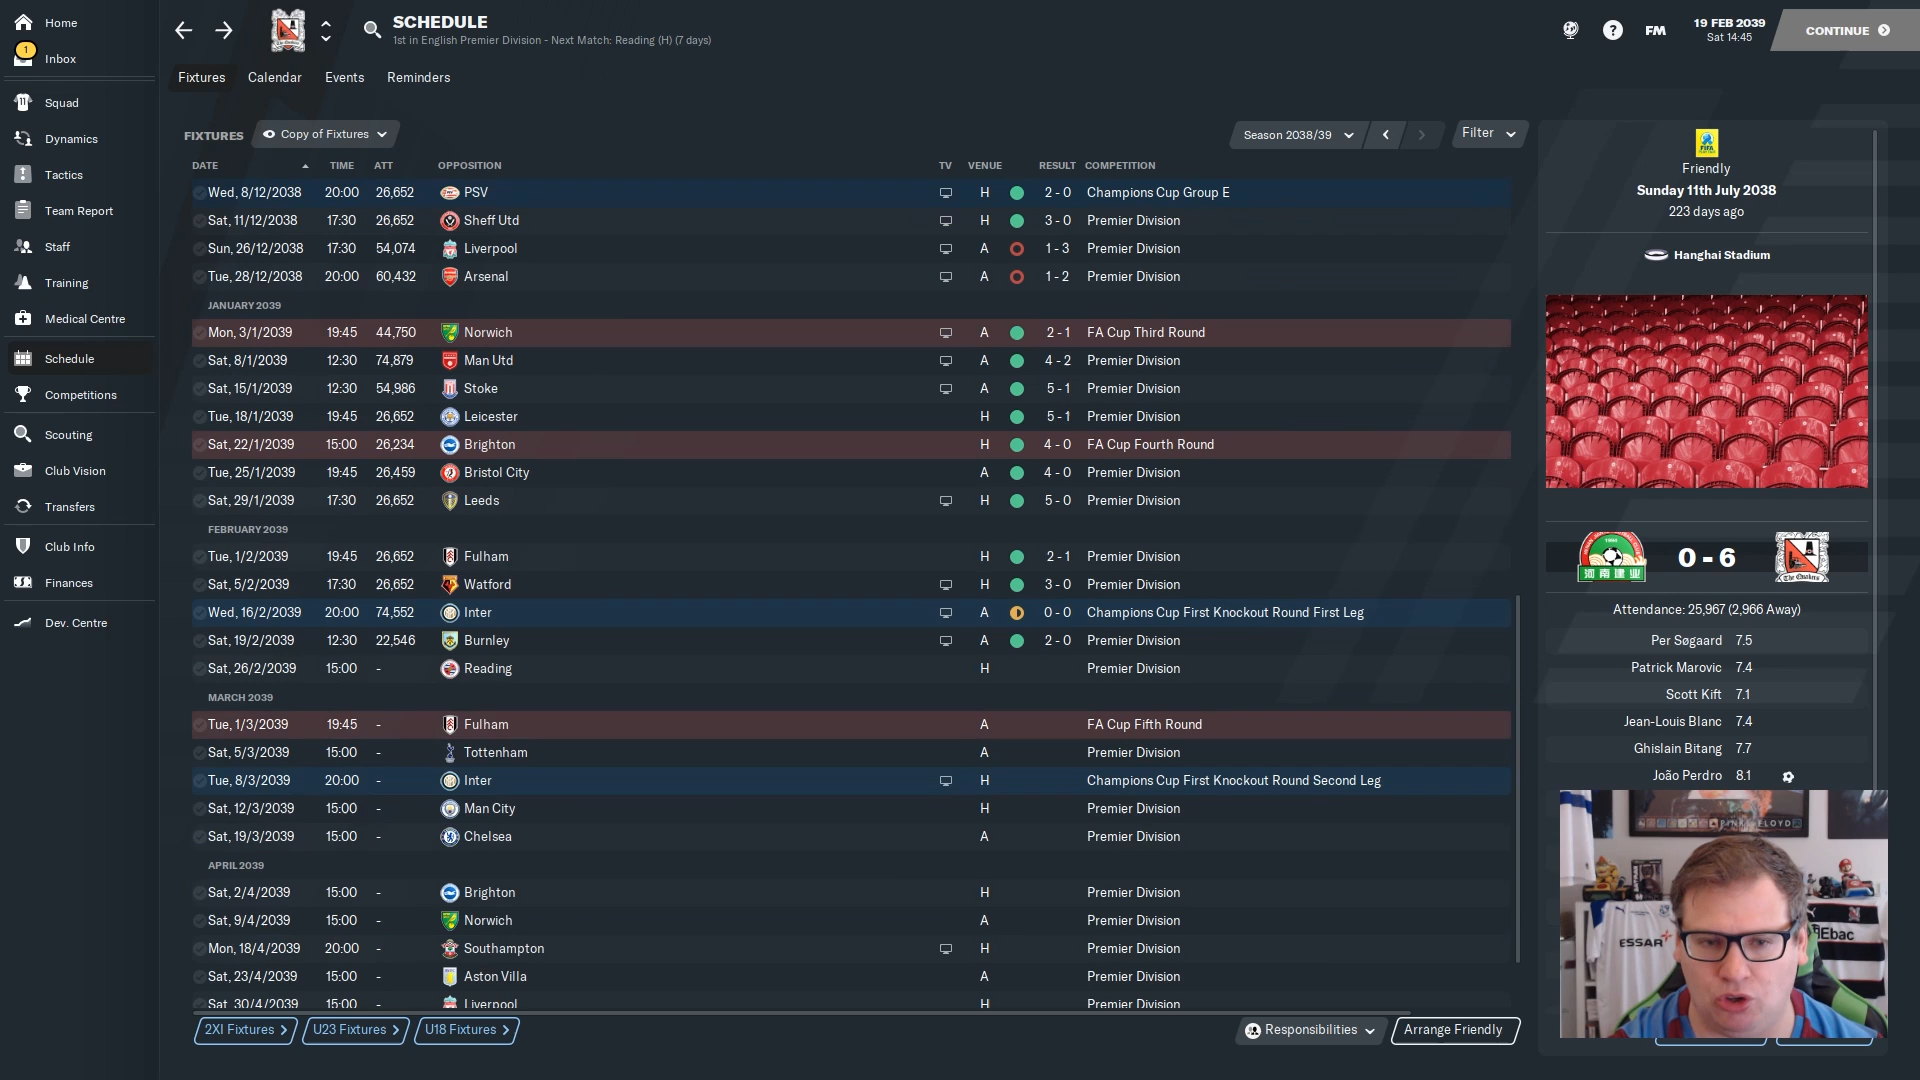 Home
1
Inbox
Squad
Dynamics
Tactics
Team Report
Staff
Training
Medical Centre
Schedule
Competitions
Scouting
Club Vision
Transfers
Club Info
Finances
Dev. Centre
SCHEDULE
1st in English Premier Division - Next Match: Reading (H) (7 days)
FM
19 FEB 2039
Sat 14:45
CONTINUE
Fixtures Calendar Events Reminders
FIXTURES Copy of Fixtures Season 2038/39 Filter
DATE TIME ATT OPPOSITION TV VENUE RESULT COMPETITION
Wed, 8/12/2038 20:00 26,652 PSV H 2 - 0 Champions Cup Group E
Sat, 11/12/2038 17:30 26,652 Sheff Utd H 3 - 0 Premier Division
Sun, 26/12/2038 17:30 54,074 Liverpool A 1 - 3 Premier Division
Tue, 28/12/2038 20:00 60,432 Arsenal A 1 - 2 Premier Division
JANUARY 2039
Mon, 3/1/2039 19:45 44,750 Norwich A 2 - 1 FA Cup Third Round
Sat, 8/1/2039 12:30 74,879 Man Utd A 4 - 2 Premier Division
Sat, 15/1/2039 12:30 54,986 Stoke A 5 - 1 Premier Division
Tue, 18/1/2039 19:45 26,652 Leicester H 5 - 1 Premier Division
Sat, 22/1/2039 15:00 26,234 Brighton H 4 - 0 FA Cup Fourth Round
Tue, 25/1/2039 19:45 26,459 Bristol City A 4 - 0 Premier Division
Sat, 29/1/2039 17:30 26,652 Leeds H 5 - 0 Premier Division
FEBRUARY 2039
Tue, 1/2/2039 19:45 26,652 Fulham H 2 - 1 Premier Division
Sat, 5/2/2039 17:30 26,652 Watford H 3 - 0 Premier Division
Wed, 16/2/2039 20:00 74,552 Inter A 0 - 0 Champions Cup First Knockout Round First Leg
Sat, 19/2/2039 12:30 22,546 Burnley A 2 - 0 Premier Division
Sat, 26/2/2039 15:00 - Reading H Premier Division
MARCH 2039
Tue, 1/3/2039 19:45 - Fulham A FA Cup Fifth Round
Sat, 5/3/2039 15:00 - Tottenham A Premier Division
Tue, 8/3/2039 20:00 - Inter H Champions Cup First Knockout Round Second Leg
Sat, 12/3/2039 15:00 - Man City H Premier Division
Sat, 19/3/2039 15:00 - Chelsea A Premier Division
APRIL 2039
Sat, 2/4/2039 15:00 - Brighton H Premier Division
Sat, 9/4/2039 15:00 - Norwich A Premier Division
Mon, 18/4/2039 20:00 - Southampton H Premier Division
Sat, 23/4/2039 15:00 - Aston Villa A Premier Division
Sat, 30/4/2039 15:00 - Liverpool H Premier Division
2XI Fixtures U23 Fixtures U18 Fixtures Responsibilities Arrange Friendly
Friendly
Sunday 11th July 2038
223 days ago
Hanghai Stadium
河南建业
0 - 6
The Quakers
Attendance: 25,967 (2,966 Away)
Per Søgaard 7.5
Patrick Marovic 7.4
Scott Kift 7.1
Jean-Louis Blanc 7.4
Ghislain Bitang 7.7
João Perdro 8.1
PINK FLOYD
ESSAR
Ebac